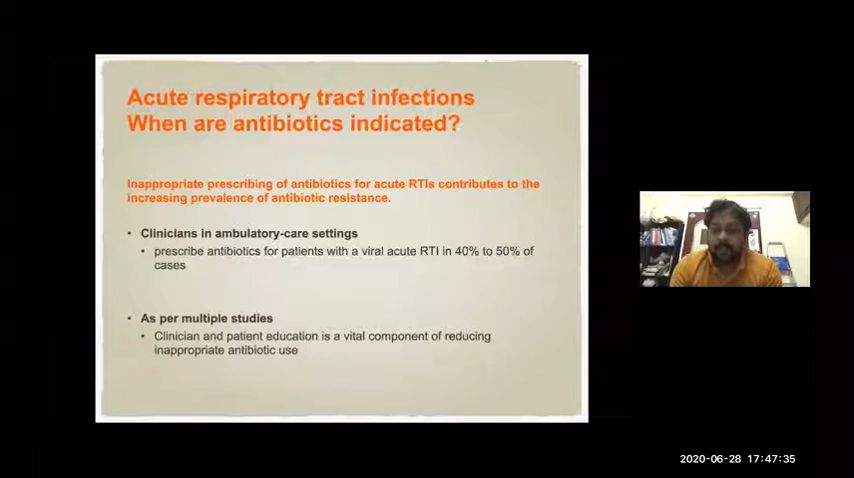 Acute respiratory tract infections
When are antibiotics indicated?
Inappropriate prescribing of antibiotics for acute RTIs contributes to the
increasing prevalence of antibiotic resistance.
• Clinicians in ambulatory-care settings
• prescribe antibiotics for patients with a viral acute RTI in 40% to 50% of
cases
• As per multiple studies
• Clinician and patient education is a vital component of reducing
inappropriate antibiotic use
2020-06-28 17:47:35